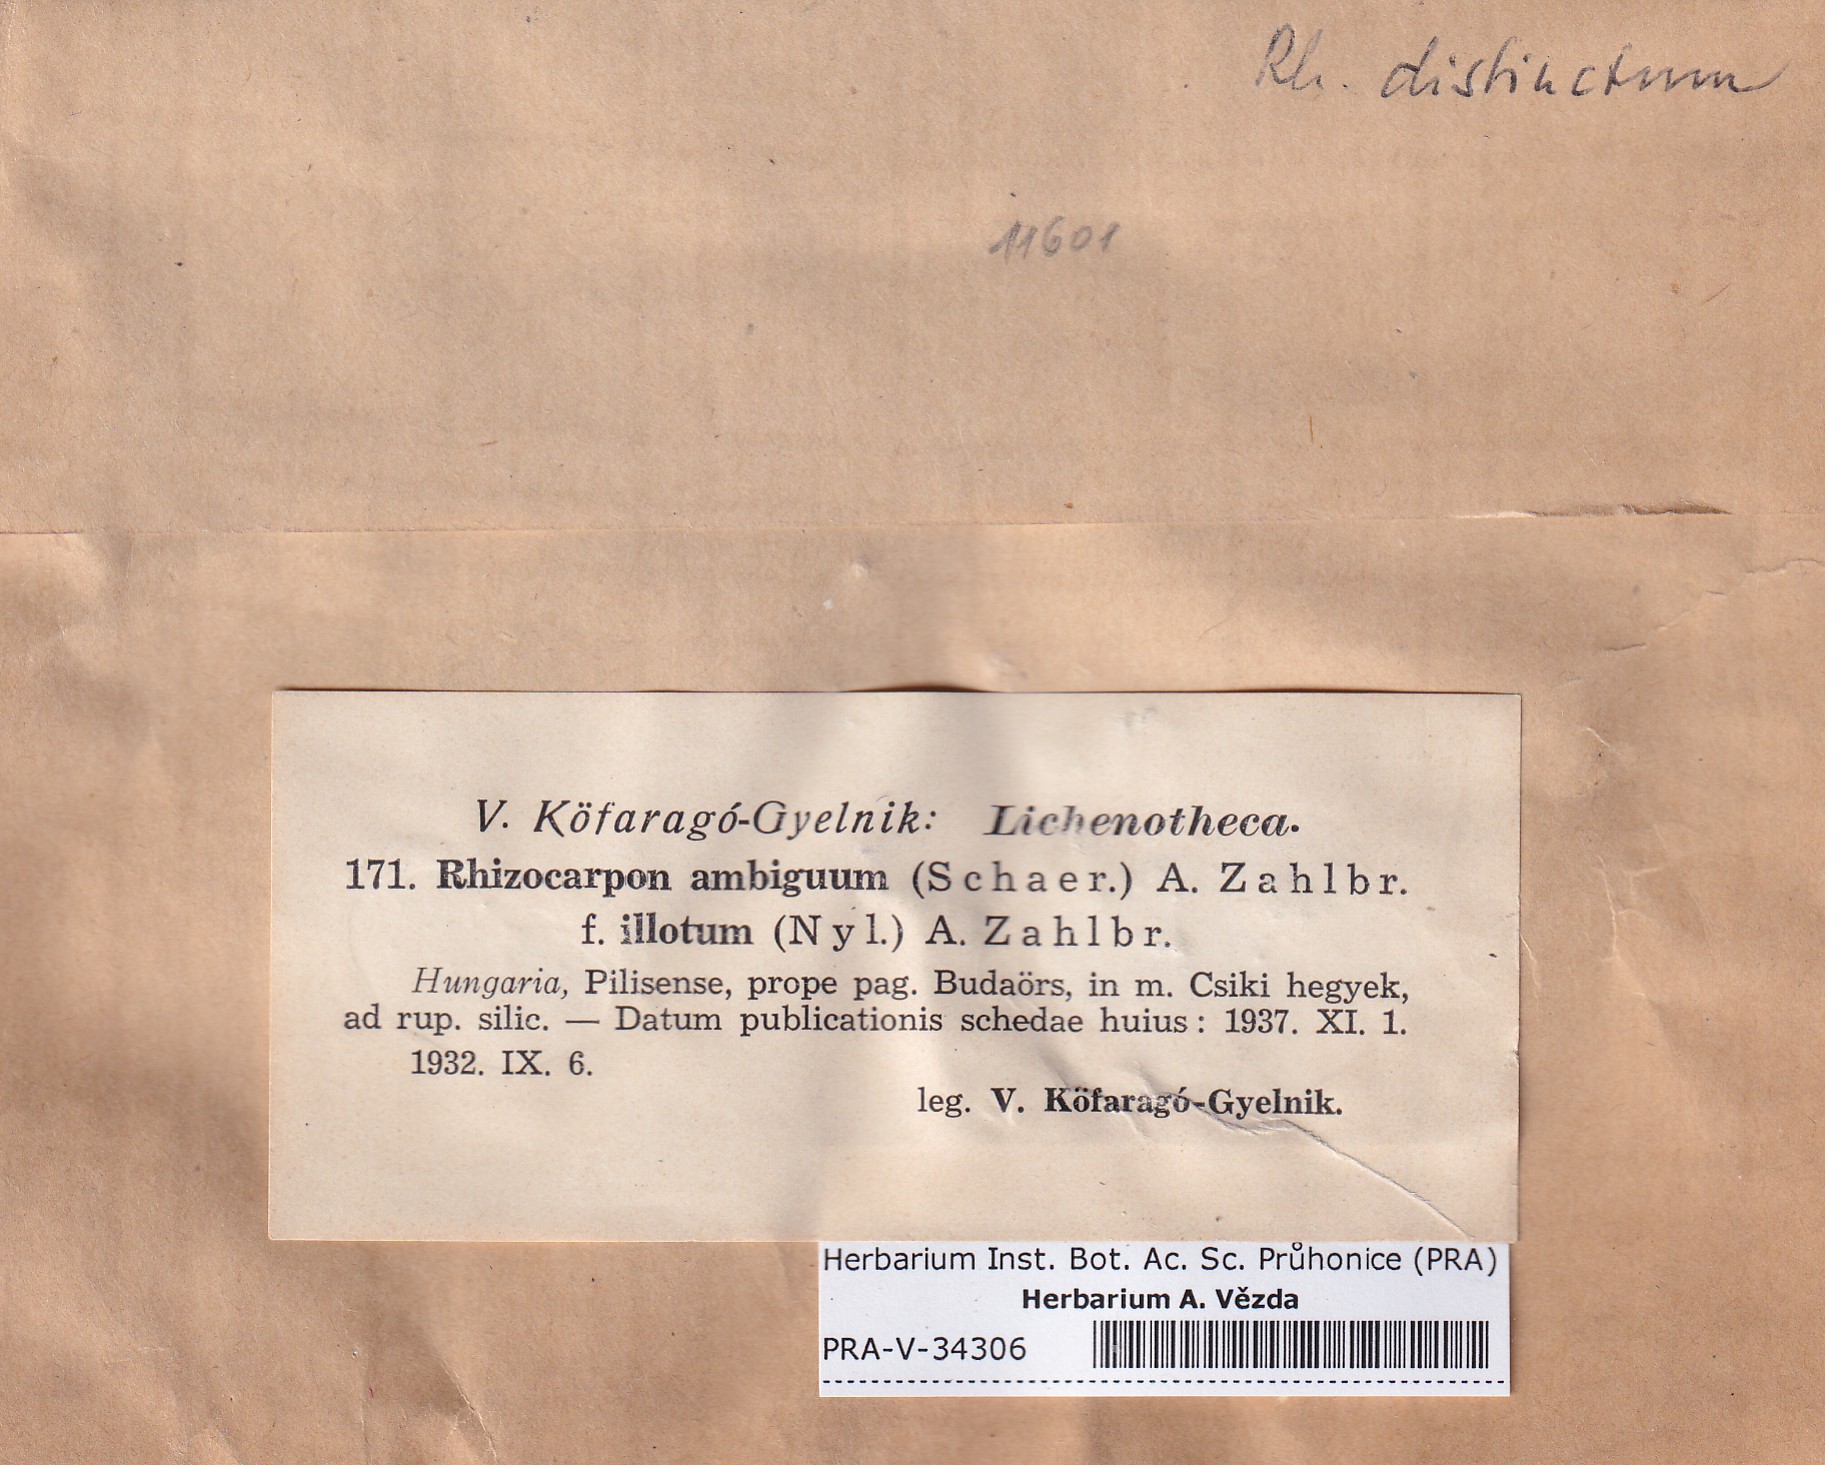 Rh. distinctum
11601
V. Köfaragó-Gyelnik: Lichenotheca.
171. Rhizocarpon ambiguum (Schaer.) A. Zahlbr.
f. illotum (Nyl.) A. Zahlbr.
Hungaria, Pilisense, prope pag. Budaörs, in m. Csiki hegyek,
ad rup. silic. — Datum publicationis schedae huius: 1937. XI. 1.
1932. IX. 6.
leg. V. Köfaragó-Gyelnik.
Herbarium Inst. Bot. Ac. Sc. Průhonice (PRA)
Herbarium A. Vězda
PRA-V-34306